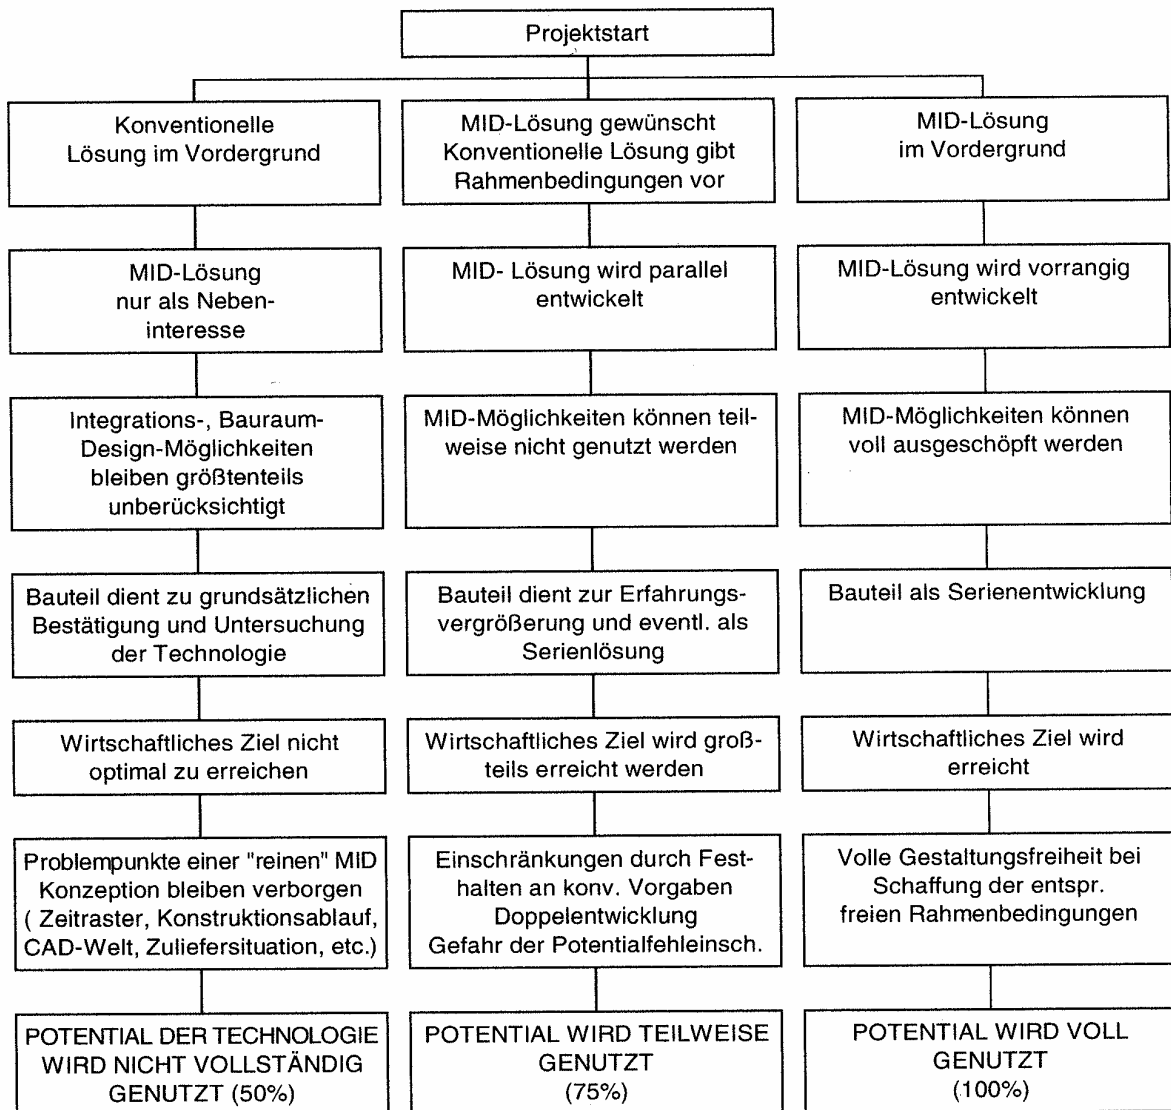 Projektstart
Konventionelle
Lösung im Vordergrund
MID-Lösung gewünscht
Konventionelle Lösung gibt
Rahmenbedingungen vor
MID-Lösung
im Vordergrund
MID-Lösung
nur als Neben-
interesse
MID- Lösung wird parallel
entwickelt
MID-Lösung wird vorrangig
entwickelt
Integrations-, Bauraum-
Design-Möglichkeiten
bleiben größtenteils
unberücksichtigt
MID-Möglichkeiten können teil-
weise nicht genutzt werden
MID-Möglichkeiten können
voll ausgeschöpft werden
Bauteil dient zu grundsätzlichen
Bestätigung und Untersuchung
der Technologie
Bauteil dient zur Erfahrungs-
vergrößerung und eventl. als
Serienlösung
Bauteil als Serienentwicklung
Wirtschaftliches Ziel nicht
optimal zu erreichen
Wirtschaftliches Ziel wird groß-
teils erreicht werden
Wirtschaftliches Ziel wird
erreicht
Problempunkte einer "reinen" MID
Konzeption bleiben verborgen
( Zeitraster, Konstruktionsablauf,
CAD-Welt, Zuliefersituation, etc.)
Einschränkungen durch Fest-
halten an konv. Vorgaben
Doppelentwicklung
Gefahr der Potentialfehleinsch.
Volle Gestaltungsfreiheit bei
Schaffung der entspr.
freien Rahmenbedingungen
POTENTIAL DER TECHNOLOGIE
WIRD NICHT VOLLSTÄNDIG
GENUTZT (50%)
POTENTIAL WIRD TEILWEISE
GENUTZT
(75%)
POTENTIAL WIRD VOLL
GENUTZT
(100%)